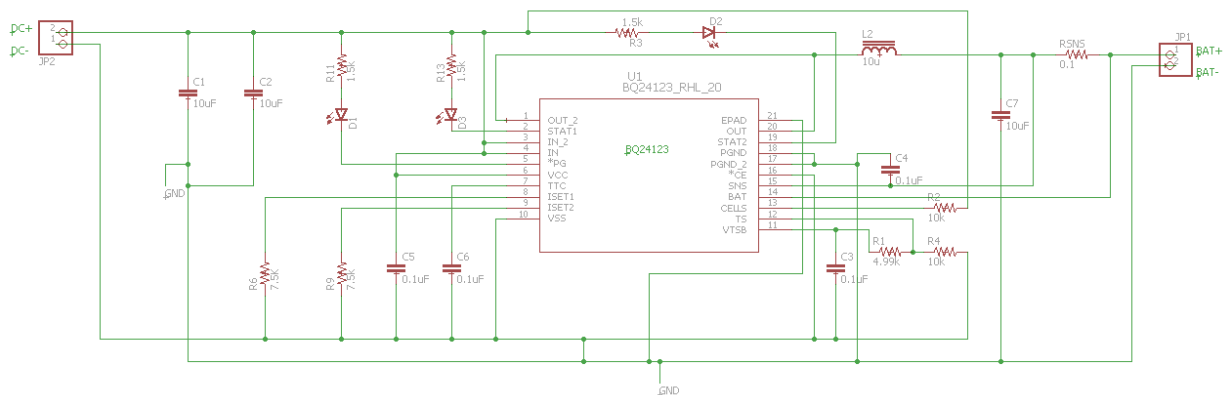 DC+
DC-
2
1
JP2
C1
10uF
C2
10uF
GND
R11
1.5k
D1
R13
1.5k
D3
1.5k
R3
D2
L2
10u
RSNS
0.1
JP1
1
2
BAT+
BAT-
C7
10uF
U1
BQ24123_RHL_20
BQ24123
1 OUT_2
2 STAT1
3 IN_2
4 IN
5 *PG
6 VCC
7 TTC
8 ISET1
9 ISET2
10 VSS
EPAD 21
OUT 20
STAT2 19
PGND 18
PGND_2 17
*CE 16
SNS 15
BAT 14
CELLS 13
TS 12
VTSB 11
C4
0.1uF
R2
10k
R1
4.99k
R4
10k
C3
0.1uF
R6
7.5k
R9
7.5k
C5
0.1uF
C6
0.1uF
GND